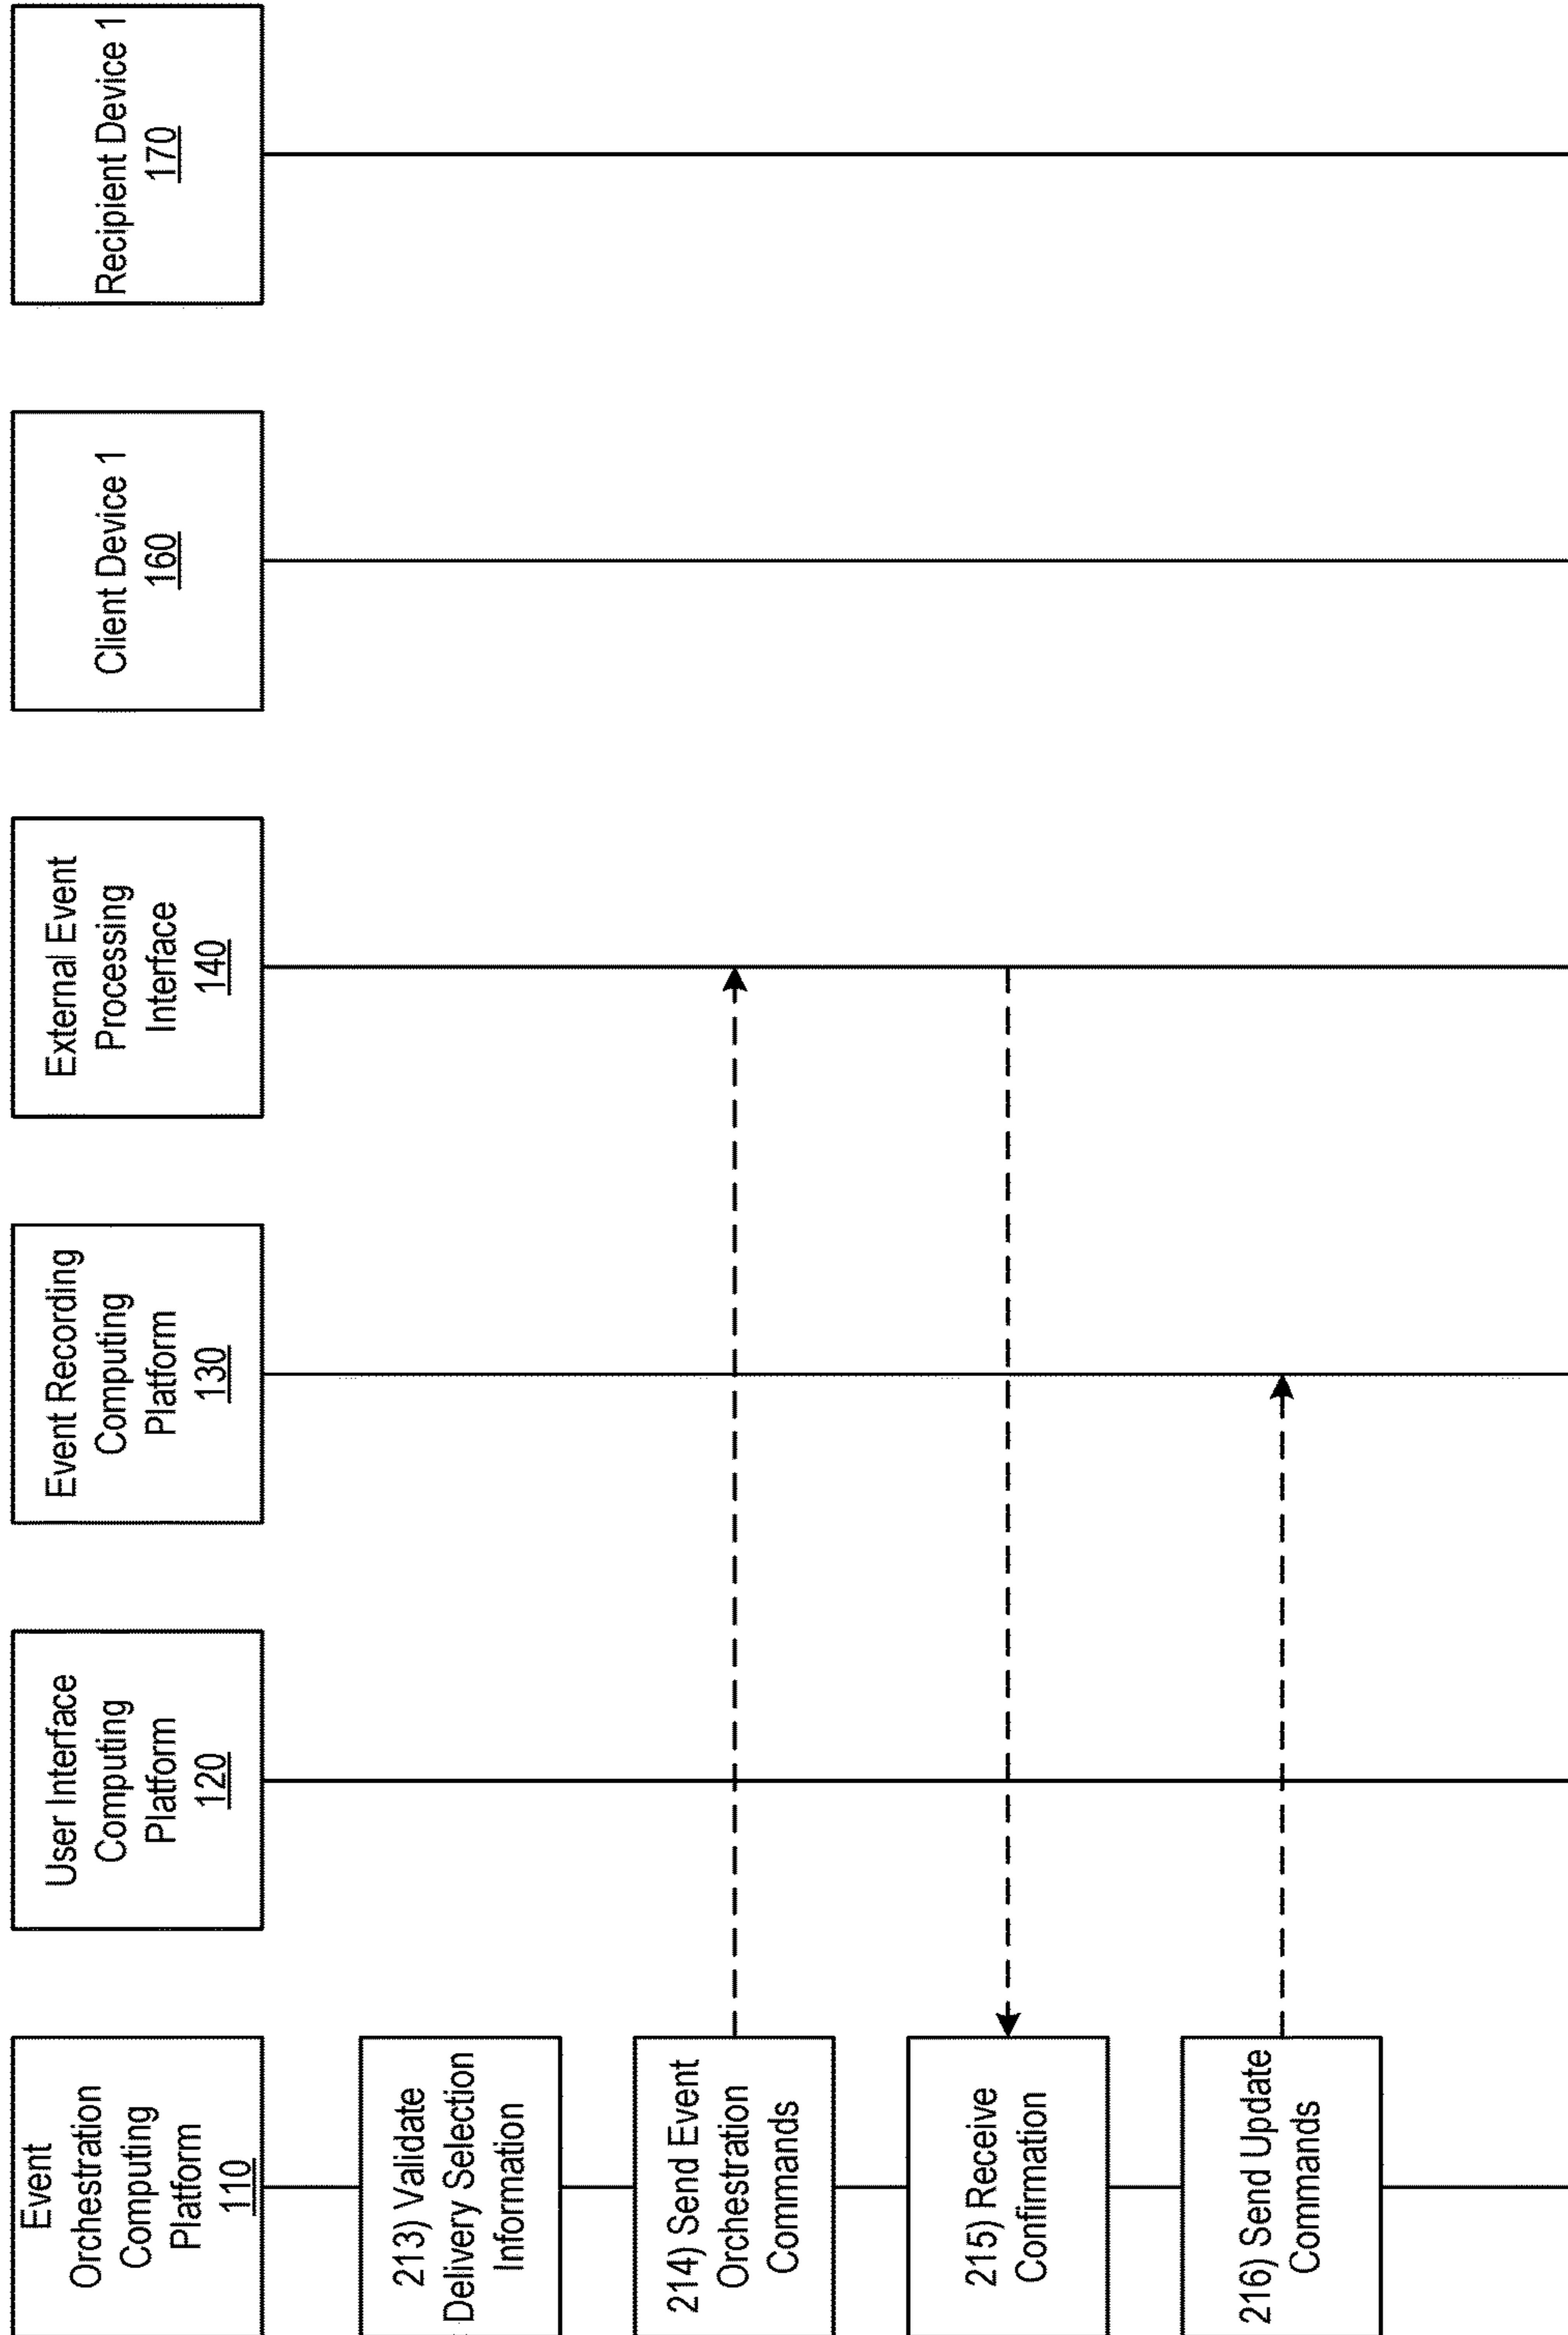 Event
Orchestration
Computing
Platform
110
User Interface
Computing
Platform
120
Event Recording
Computing
Platform
130
External Event
Processing
Interface
140
Client Device 1
160
Recipient Device 1
170
213) Validate
Delivery Selection
Information
214) Send Event
Orchestration
Commands
215) Receive
Confirmation
216) Send Update
Commands